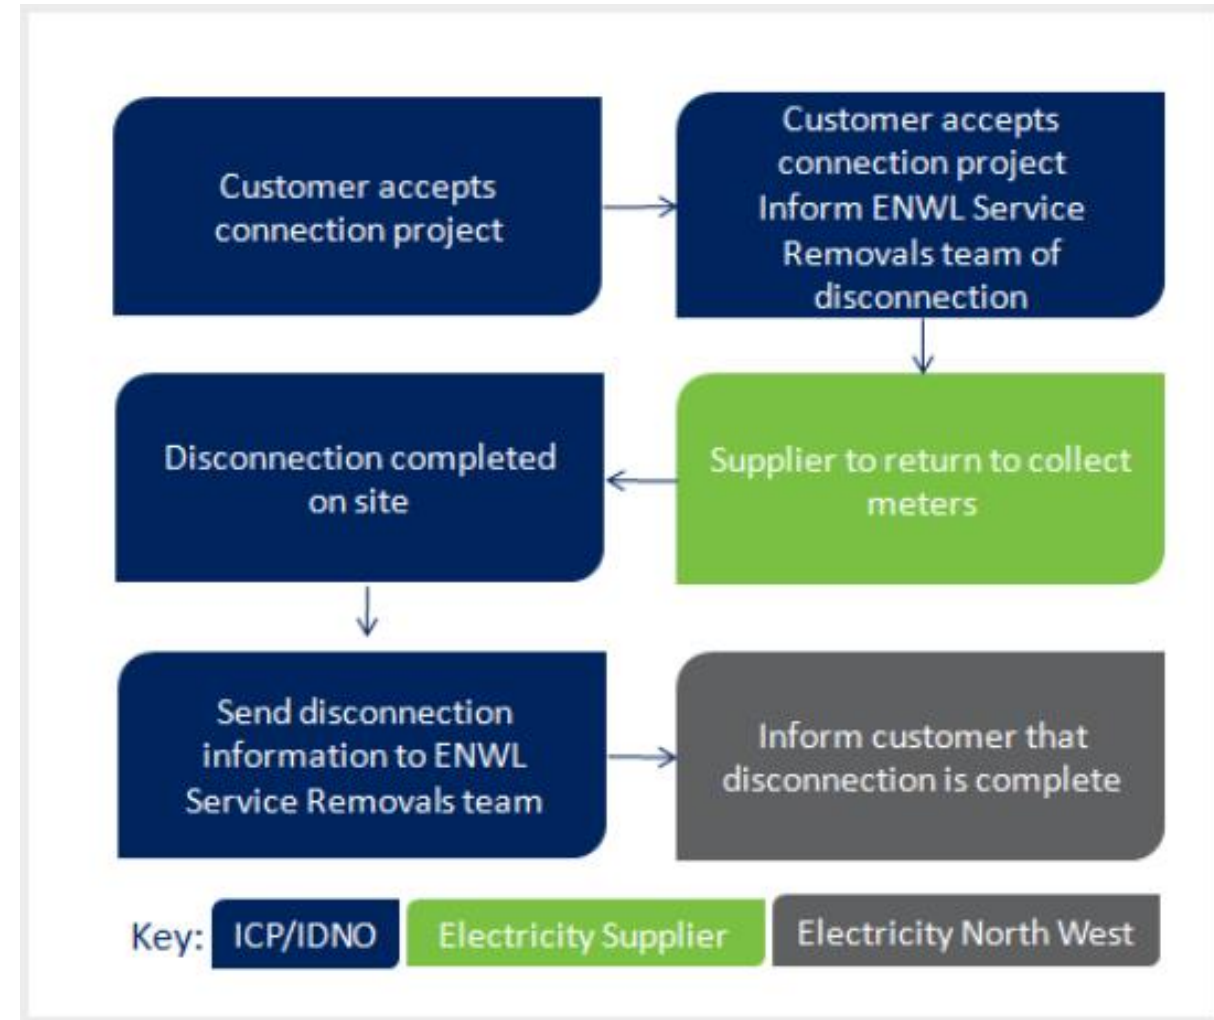 Customer accepts
connection project
Customer accepts
connection project
Inform ENWL Service
Removals team of
disconnection
Supplier to return to collect
meters
Disconnection completed
on site
Send disconnection
information to ENWL
Service Removals team
Inform customer that
disconnection is complete
Key: ICP/IDNO Electricity Supplier Electricity North West